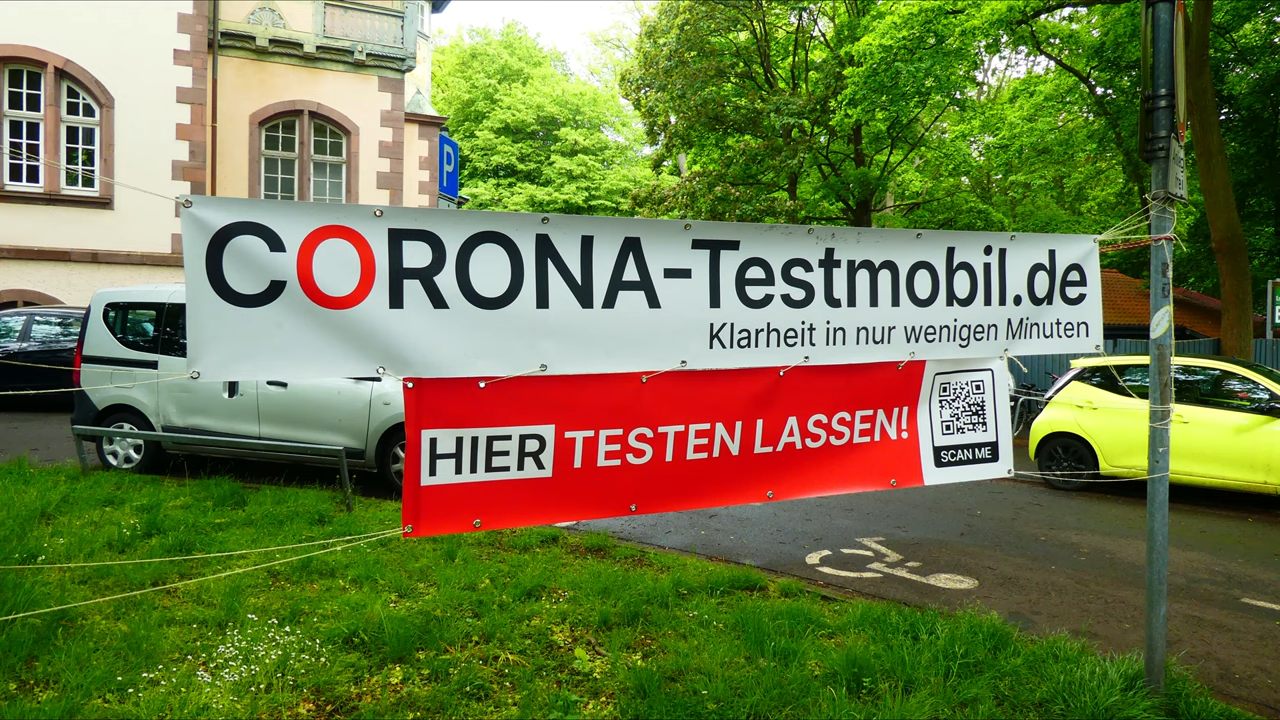 P
CORONA-Testmobil.de
Klarheit in nur wenigen Minuten
HIER TESTEN LASSEN!
SCAN ME